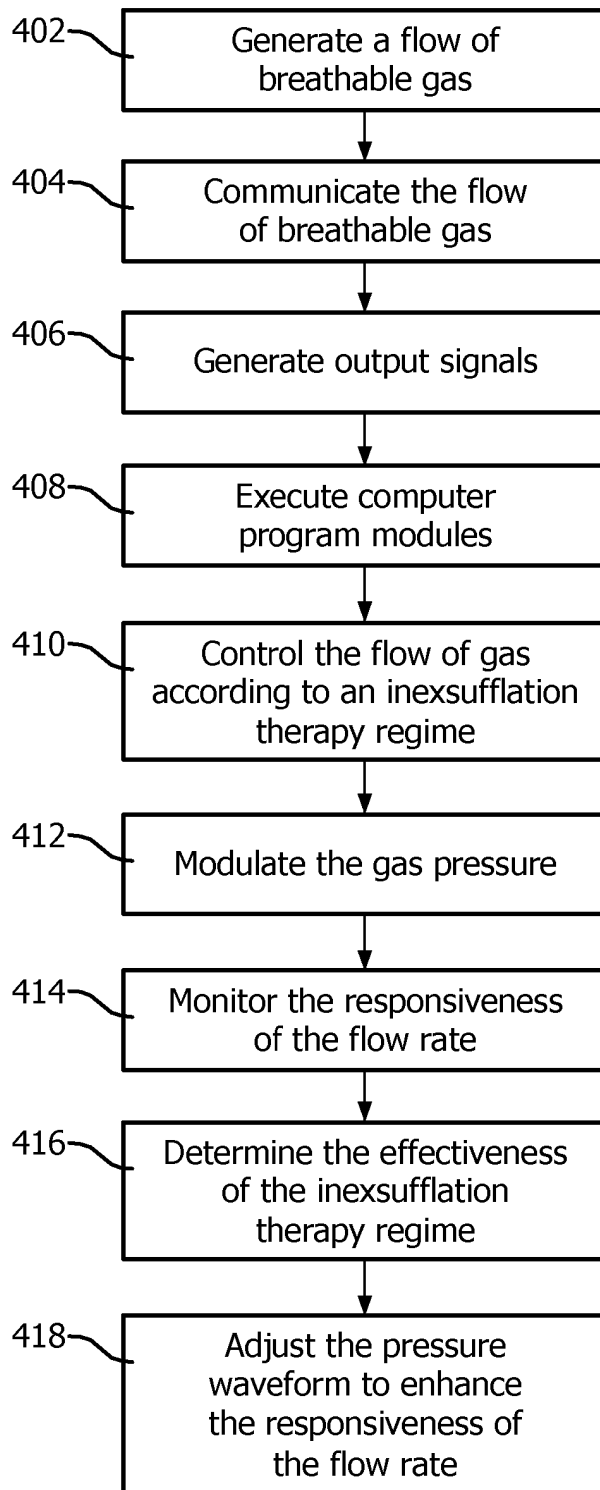 402
Generate a flow of
breathable gas
404
Communicate the flow
of breathable gas
406
Generate output signals
408
Execute computer
program modules
410
Control the flow of gas
according to an inexsufflation
therapy regime
412
Modulate the gas pressure
414
Monitor the responsiveness
of the flow rate
416
Determine the effectiveness
of the inexsufflation
therapy regime
418
Adjust the pressure
waveform to enhance
the responsiveness of
the flow rate